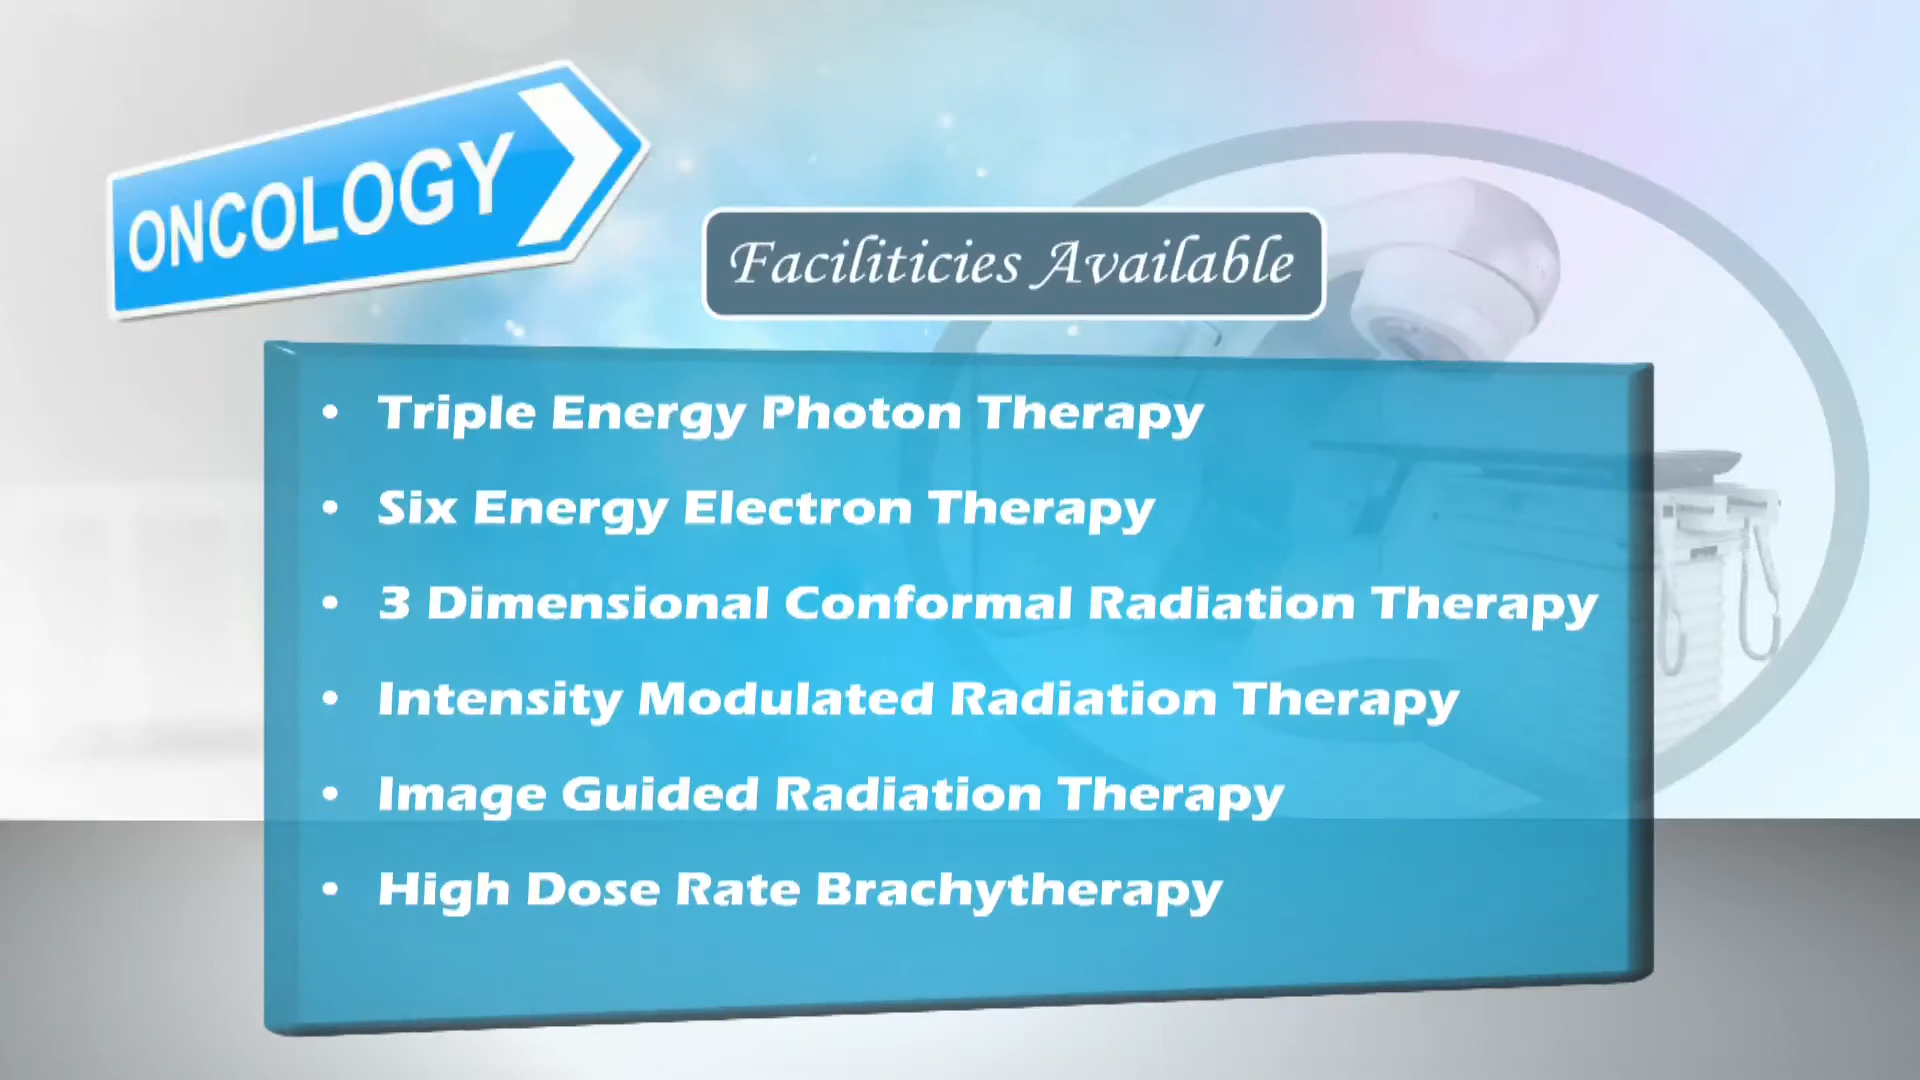 ONCOLOGY
Faciliticies Available
• Triple Energy Photon Therapy
• Six Energy Electron Therapy
• 3 Dimensional Conformal Radiation Therapy
• Intensity Modulated Radiation Therapy
• Image Guided Radiation Therapy
• High Dose Rate Brachytherapy